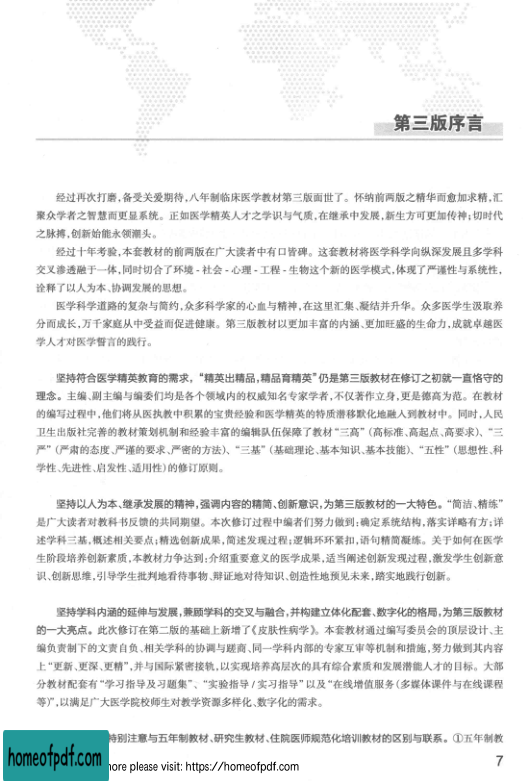 第三版序言
经过再次打磨,备受关爱期待,八年制临床医学教材第三版面世了。怀纳前两版之精华而愈加求精,汇
聚众学者之智慧而更显系统。正如医学精英人才之学识与气质,在继承中发展,新生方可更加传神;切时代
之脉搏,创新始能永领潮头。
经过十年考验,本套教材的前两版在广大读者中有口皆碑。这套教材将医学科学向纵深发展且多学科
交叉渗透融于一体,同时切合了环境-社会-心理-工程-生物这个新的医学模式,体现了严谨性与系统性,
诠释了以人为本、协调发展的思想。
医学科学道路的复杂与简约,众多科学家的心血与精神,在这里汇集、凝结并升华。众多医学生汲取养
分而成长,万千家庭从中受益而促进健康。第三版教材以更加丰富的内涵、更加旺盛的生命力,成就卓越医
学人才对医学誓言的践行。
坚持符合医学精英教育的需求,“精英出精品,精品育精英”仍是第三版教材在修订之初就一直恪守的
理念。主编、副主编与编委们均是各个领域内的权威知名专家学者,不仅著作立身,更是德高为范。在教材
的编写过程中,他们将从医执教中积累的宝贵经验和医学精英的特质潜移默化地融入到教材中。同时,人民
卫生出版社完善的教材策划机制和经验丰富的编辑队伍保障了教材“三高”(高标准、高起点、高要求)、“三
严”(严肃的态度、严谨的要求、严密的方法)、“三基”(基础理论、基本知识、基本技能)、“五性”(思想性、科
学性、先进性、启发性、适用性)的修订原则。
坚持以人为本、继承发展的精神,强调内容的精简、创新意识,为第三版教材的一大特色。“简洁、精练”
是广大读者对教科书反馈的共同期望。本次修订过程中编者们努力做到:确定系统结构,落实详略有方;详
述学科三基,概述相关要点;精选创新成果,简述发现过程;逻辑环环紧扣,语句精简凝练。关于如何在医学
生阶段培养创新素质,本教材力争达到:介绍重要意义的医学成果,适当阐述创新发现过程,激发学生创新意
识、创新思维,引导学生批判地看待事物、辩证地对待知识、创造性地预见未来,踏实地践行创新。
坚持学科内涵的延伸与发展,兼顾学科的交叉与融合,并构建立体化配套、数字化的格局,为第三版教材
的一大亮点。此次修订在第二版的基础上新增了《皮肤性病学》。本套教材通过编写委员会的顶层设计、主
编负责制下的文责自负、相关学科的协调与蹉商、同一学科内部的专家互审等机制和措施,努力做到其内容
上“更新、更深、更精”,并与国际紧密接轨,以实现培养高层次的具有综合素质和发展潜能人才的目标。大部
分教材配套有“学习指导及习题集”、“实验指导/实习指导”以及“在线增值服务(多媒体课件与在线课程
等)”,以满足广大医学院校师生对教学资源多样化、数字化的需求。
特别注意与五年制教材、研究生教材、住院医师规范化培训教材的区别与联系。①五年制教
homeofpdf.com
ore please visit: https://homeofpdf.com
7